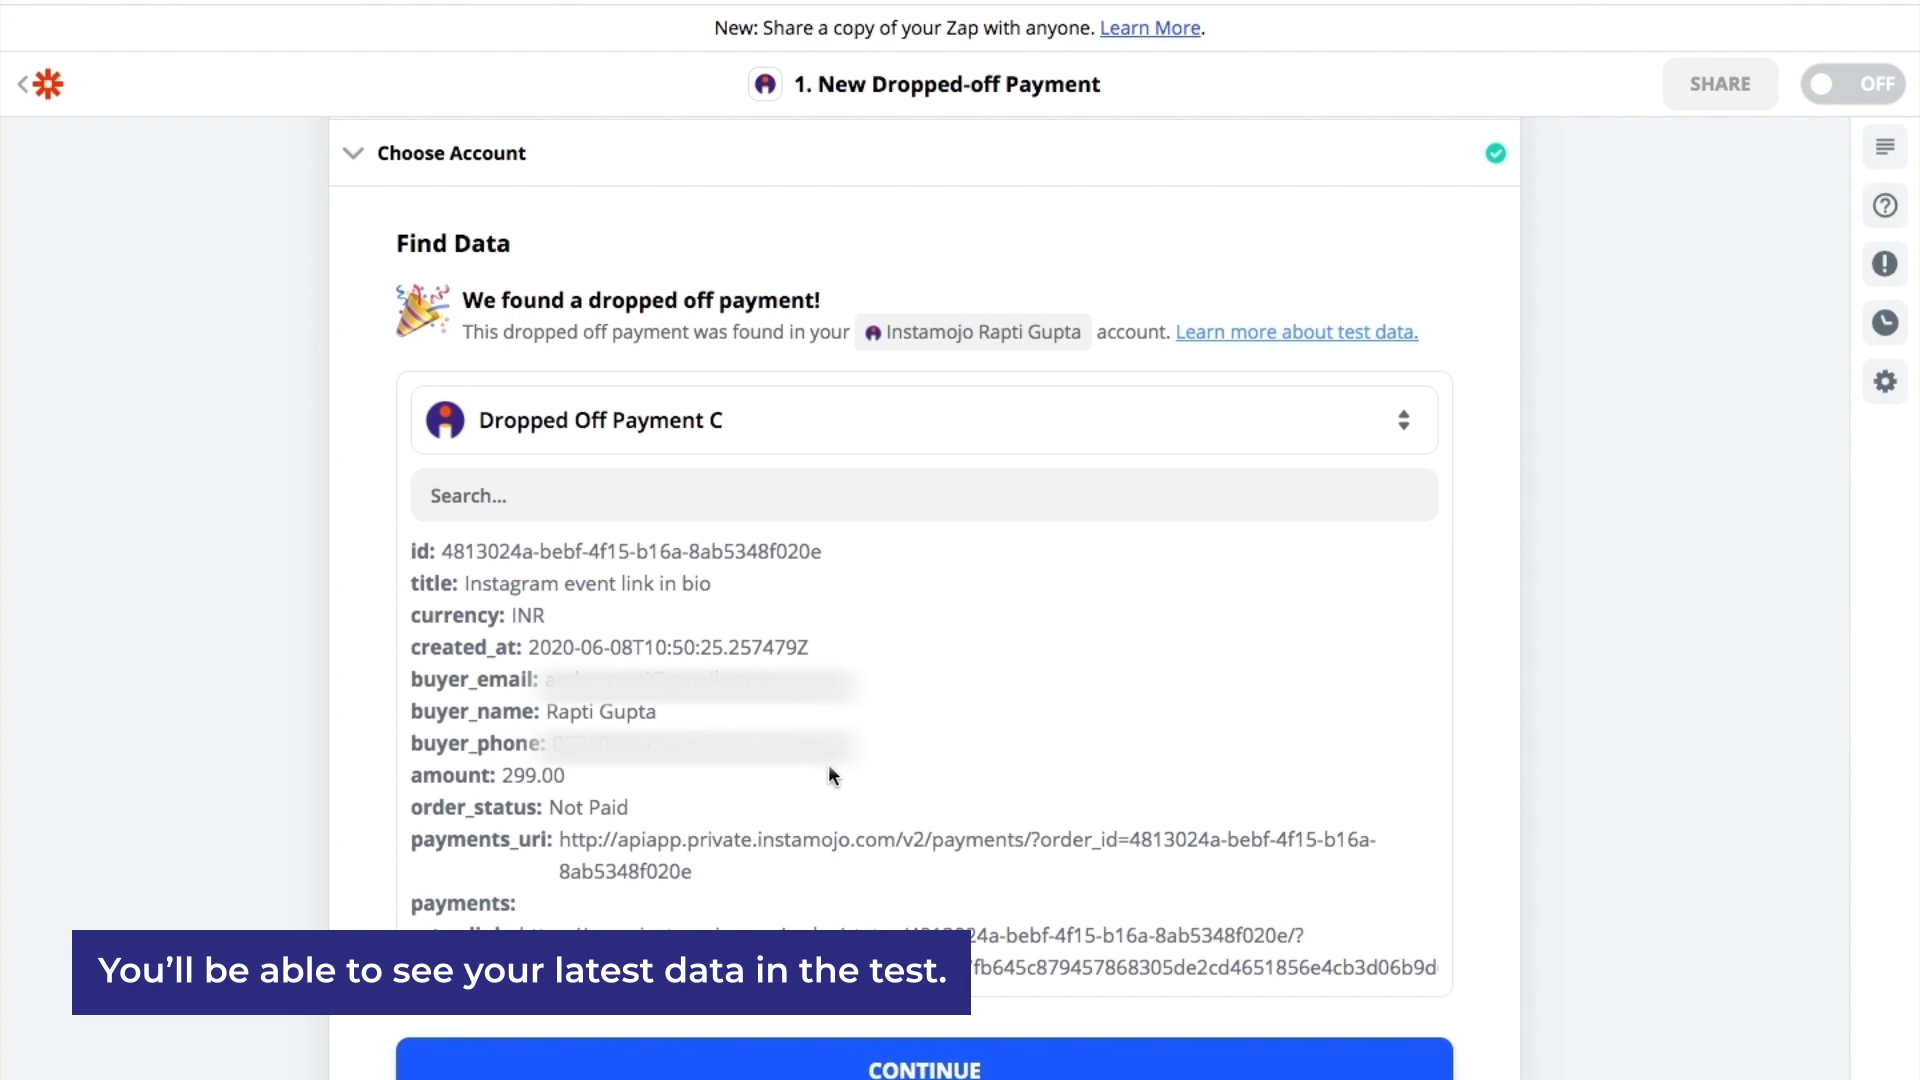 New: Share a copy of your Zap with anyone. Learn More.
1. New Dropped-off Payment
SHARE
OFF
Choose Account
Find Data
We found a dropped off payment!
This dropped off payment was found in your Instamojo Rapti Gupta account. Learn more about test data.
Dropped Off Payment C
Search...
id: 4813024a-bebf-4f15-b16a-8ab5348f020e
title: Instagram event link in bio
currency: INR
created_at: 2020-06-08T10:50:25.257479Z
buyer_email:
buyer_name: Rapti Gupta
buyer_phone:
amount: 299.00
order_status: Not Paid
payments_uri: http://apiapp.private.instamojo.com/v2/payments/?order_id=4813024a-bebf-4f15-b16a-
8ab5348f020e
payments:
24a-bebf-4f15-b16a-8ab5348f020e/?
fb645c879457868305de2cd4651856e4cb3d06b9d
You'll be able to see your latest data in the test.
CONTINUE